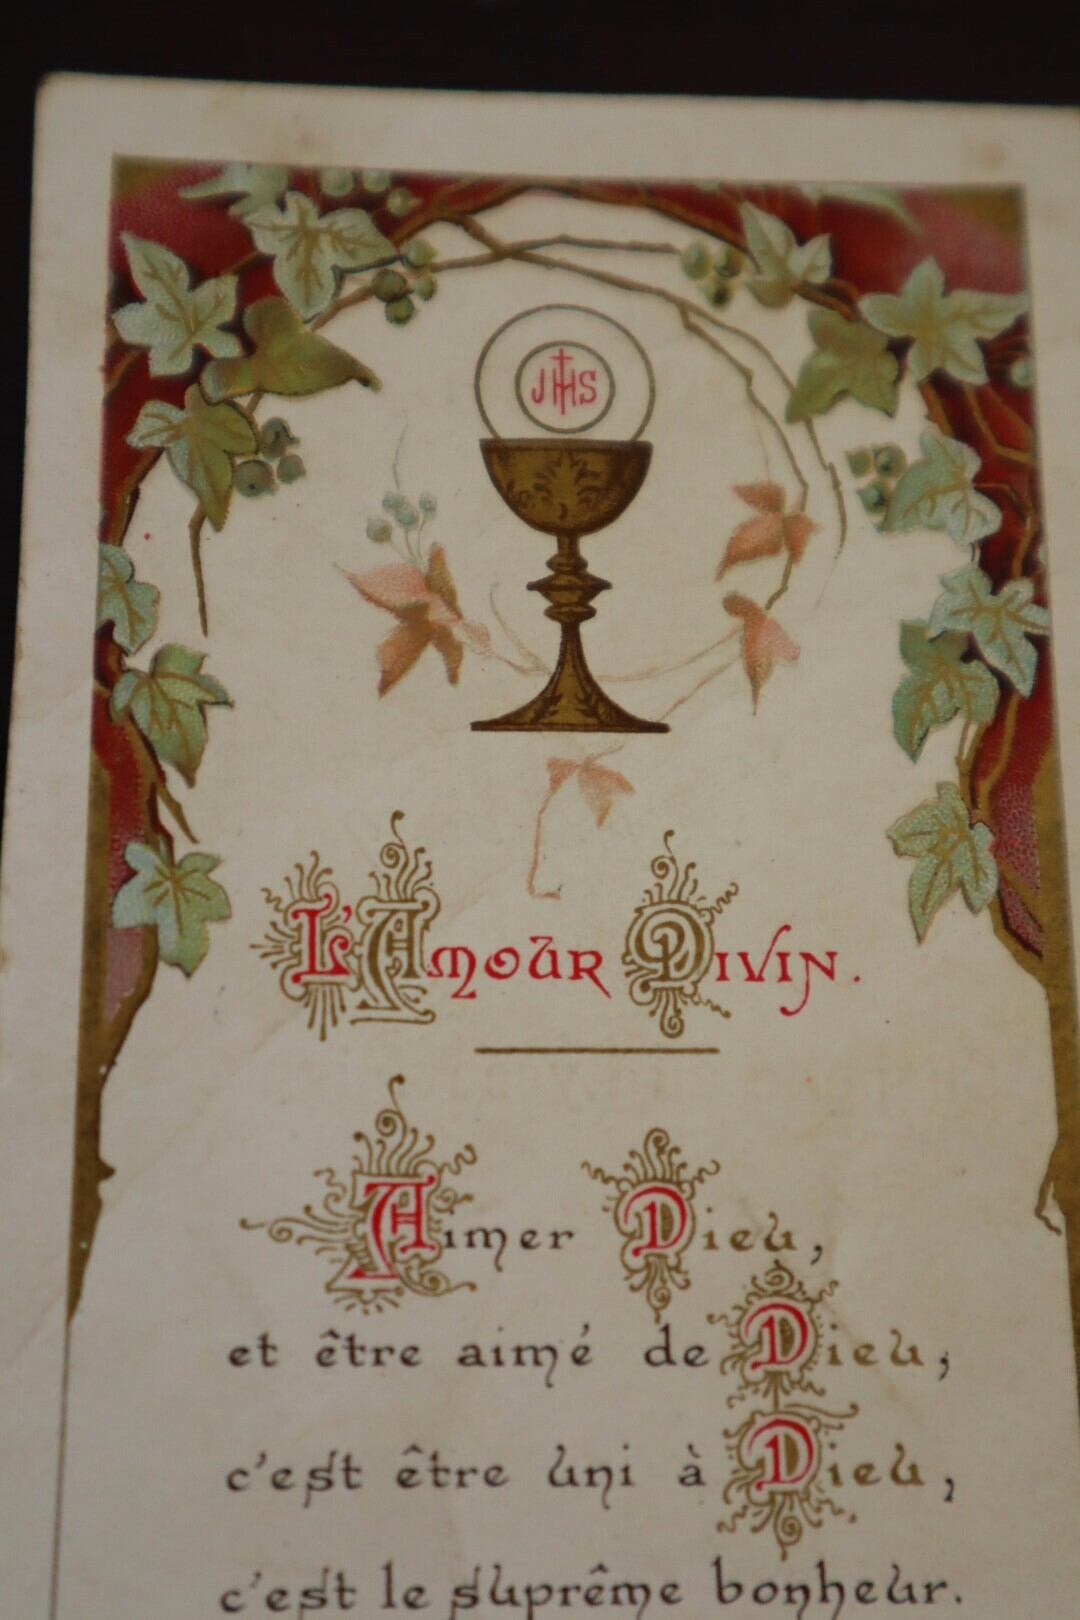 JHS
L'Amour Divin.
Aimer Dieu,
et être aimé de Dieu,
c'est être uni à Dieu,
c'est le suprême bonheur.